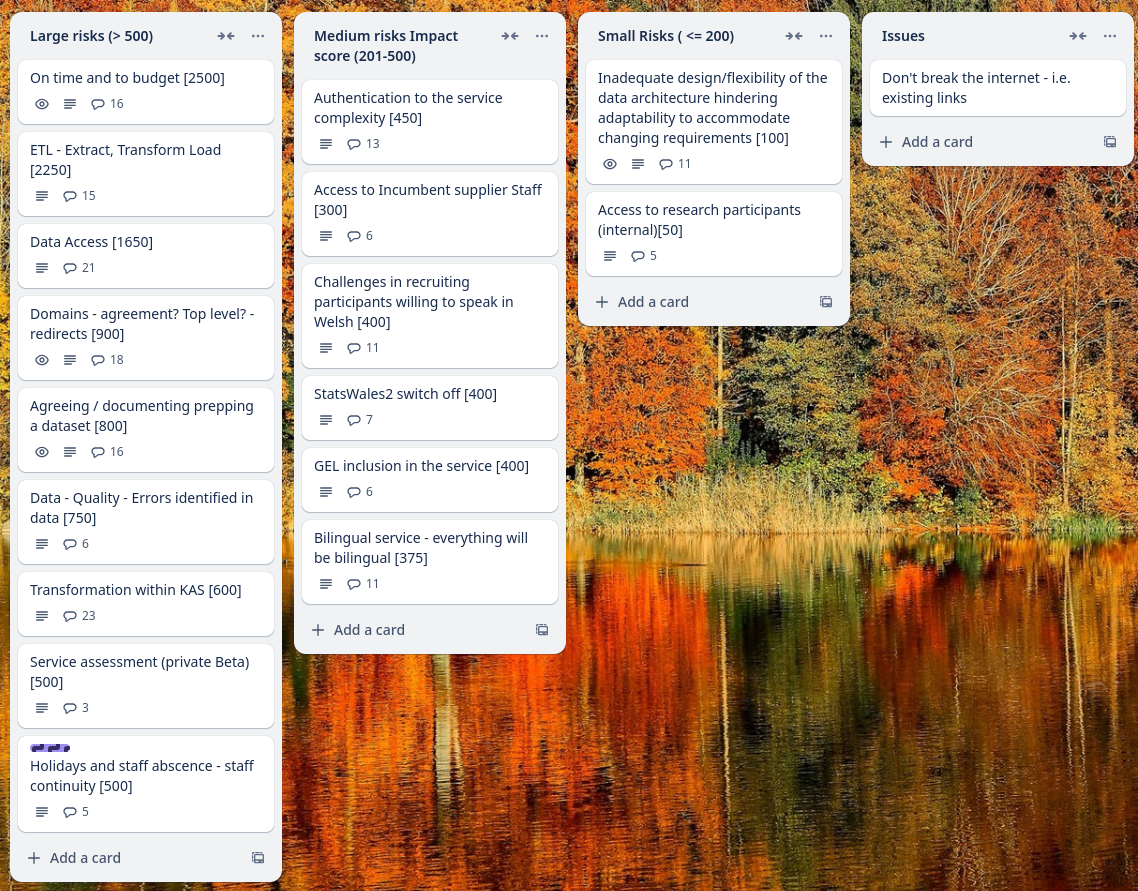 Large risks (> 500)
On time and to budget [2500]
16
ETL - Extract, Transform Load
[2250]
15
Data Access [1650]
21
Domains - agreement? Top level? -
redirects [900]
18
Agreeing / documenting prepping
a dataset [800]
16
Data - Quality - Errors identified in
data [750]
6
Transformation within KAS [600]
23
Service assessment (private Beta)
[500]
3
Holidays and staff abscence - staff
continuity [500]
5
Add a card
Medium risks Impact
score (201-500)
Authentication to the service
complexity [450]
13
Access to Incumbent supplier Staff
[300]
6
Challenges in recruiting
participants willing to speak in
Welsh [400]
11
StatsWales2 switch off [400]
7
GEL inclusion in the service [400]
6
Bilingual service - everything will
be bilingual [375]
11
Add a card
Small Risks ( <= 200)
Inadequate design/flexibility of the
data architecture hindering
adaptability to accommodate
changing requirements [100]
11
Access to research participants
(internal)[50]
5
Add a card
Issues
Don't break the internet - i.e.
existing links
Add a card